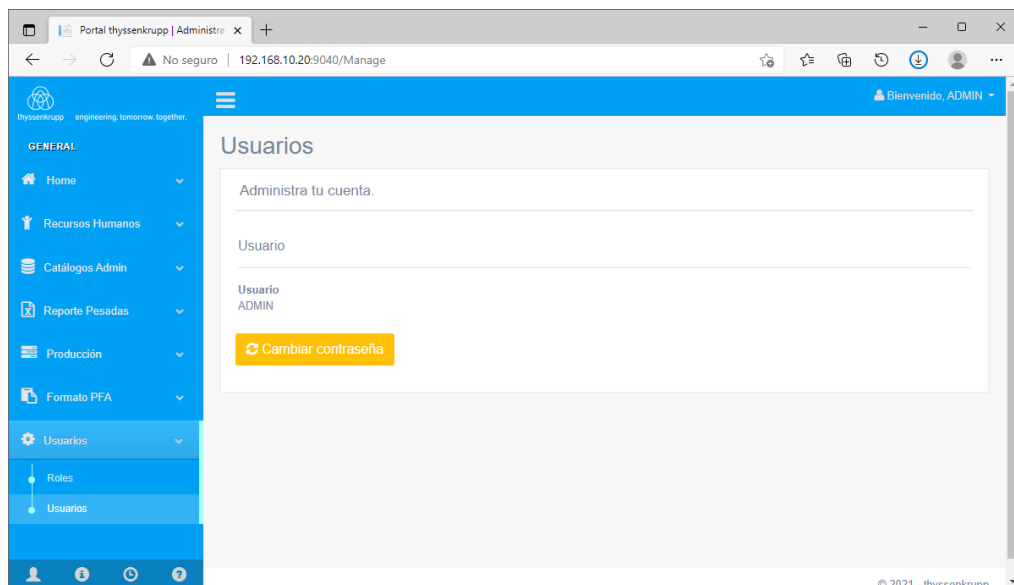 Portal thyssenkrupp | Administra
No seguro | 192.168.10.20:9040/Manage
thyssenkrupp engineering. tomorrow. together.
Bienvenido, ADMIN
GENERAL
Home
Recursos Humanos
Catálogos Admin
Reporte Pesadas
Producción
Formato PFA
Usuarios
Roles
Usuarios
Usuarios
Administra tu cuenta.
Usuario
Usuario
ADMIN
Cambiar contraseña
© 2021 - thyssenkrupp